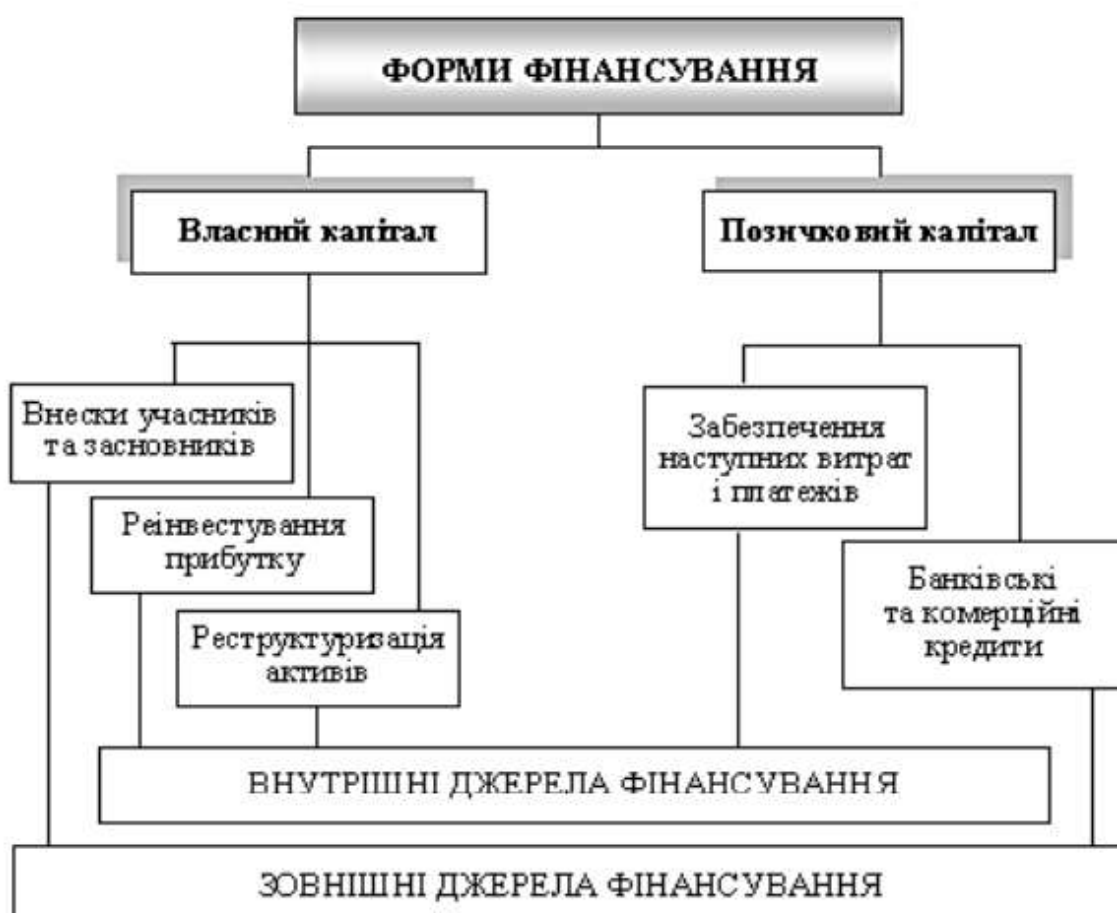 ФОРМИ ФІНАНСУВАННЯ
Власний капітал
Позичковий капітал
Внески учасників
та засновників
Забезпечення
наступних витрат
і платежів
Реінвестування
прибутку
Банківські
та комерційні
кредити
Реструктуризація
активів
ВНУТРІШНІ ДЖЕРЕЛА ФІНАНСУВАННЯ
ЗОВНІШНІ ДЖЕРЕЛА ФІНАНСУВАННЯ